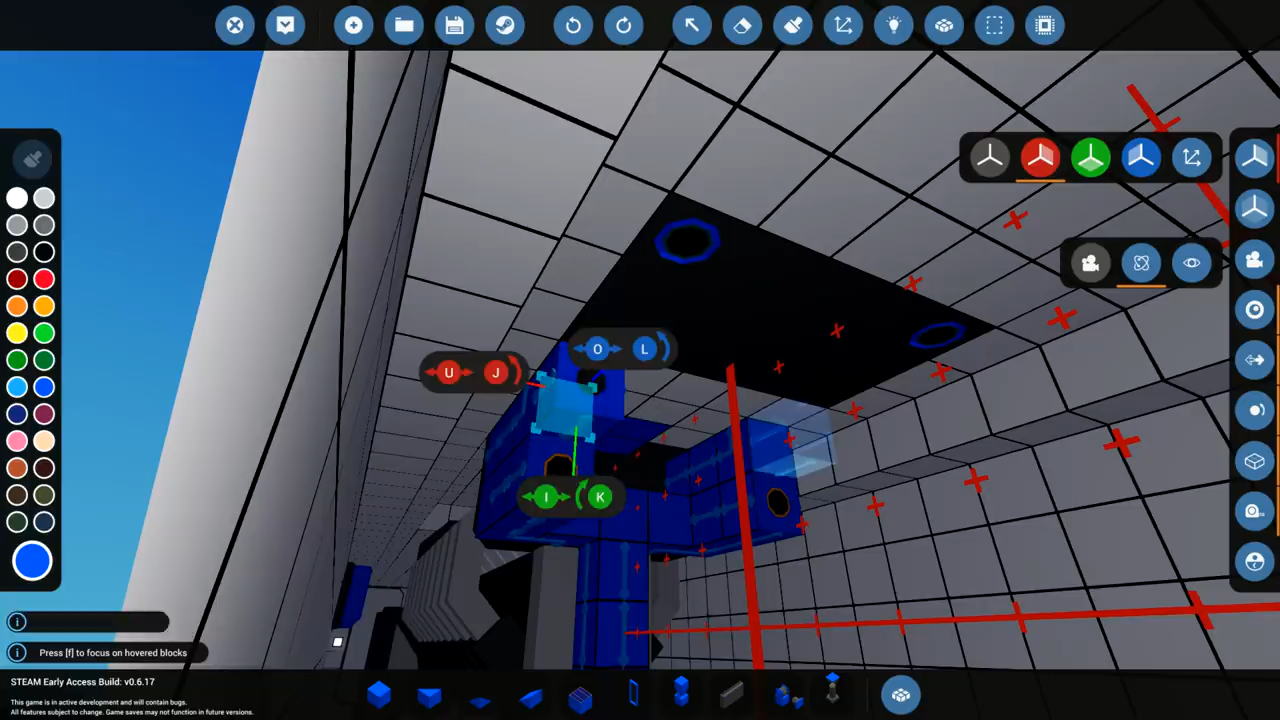 O L
U J
I K
Press [f] to focus on hovered blocks
STEAM Early Access Build: v0.6.17
This game is in active development and will contain bugs.
All features subject to change. Game saves may not function in future versions.